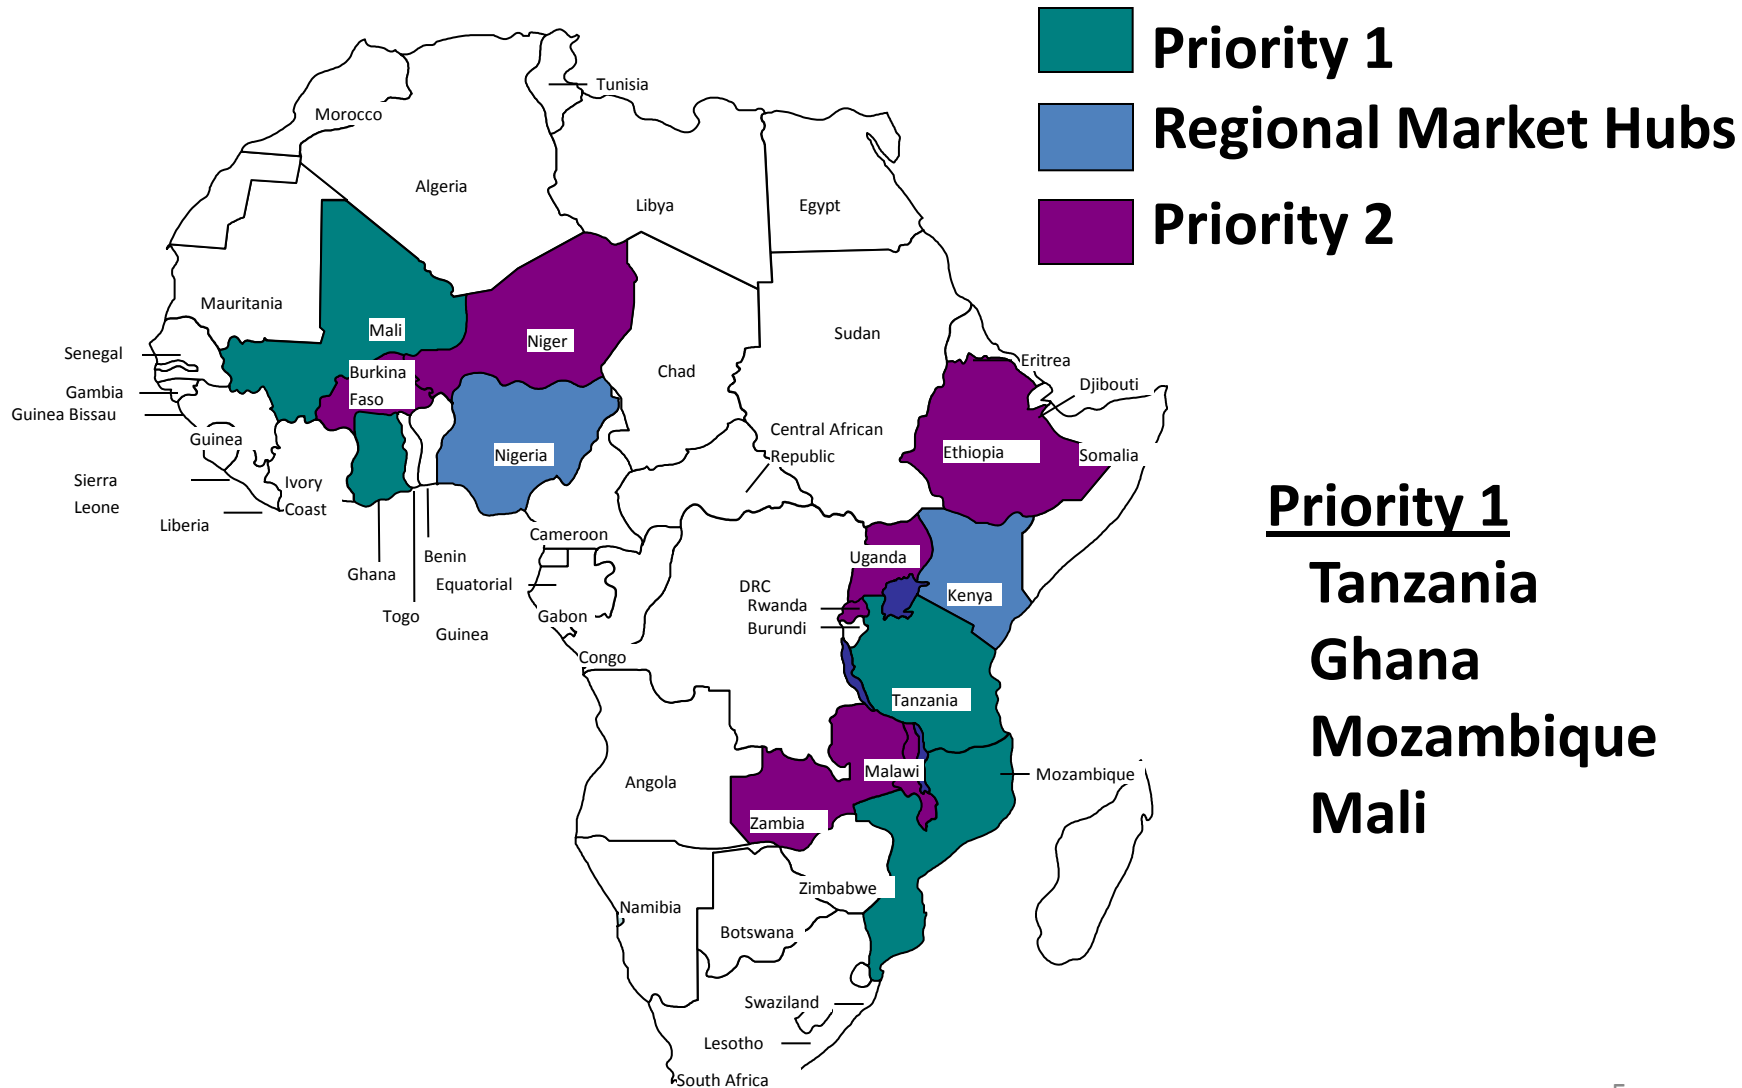 Priority 1
Regional Market Hubs
Priority 2
Tunisia
Morocco
Algeria
Libya
Egypt
Mauritania
Mali
Niger
Chad
Sudan
Senegal
Gambia
Guinea Bissau
Burkina
Faso
Eritrea
Djibouti
Guinea
Nigeria
Central African
Republic
Ethiopia
Somalia
Sierra
Leone
Ivory
Coast
Liberia
Cameroon
Ghana
Benin
Togo
Equatorial
Guinea
Gabon
Congo
Uganda
DRC
Rwanda
Burundi
Kenya
Tanzania
Angola
Malawi
Zambia
Mozambique
Zimbabwe
Namibia
Botswana
Swaziland
Lesotho
South Africa
Priority 1
Tanzania
Ghana
Mozambique
Mali